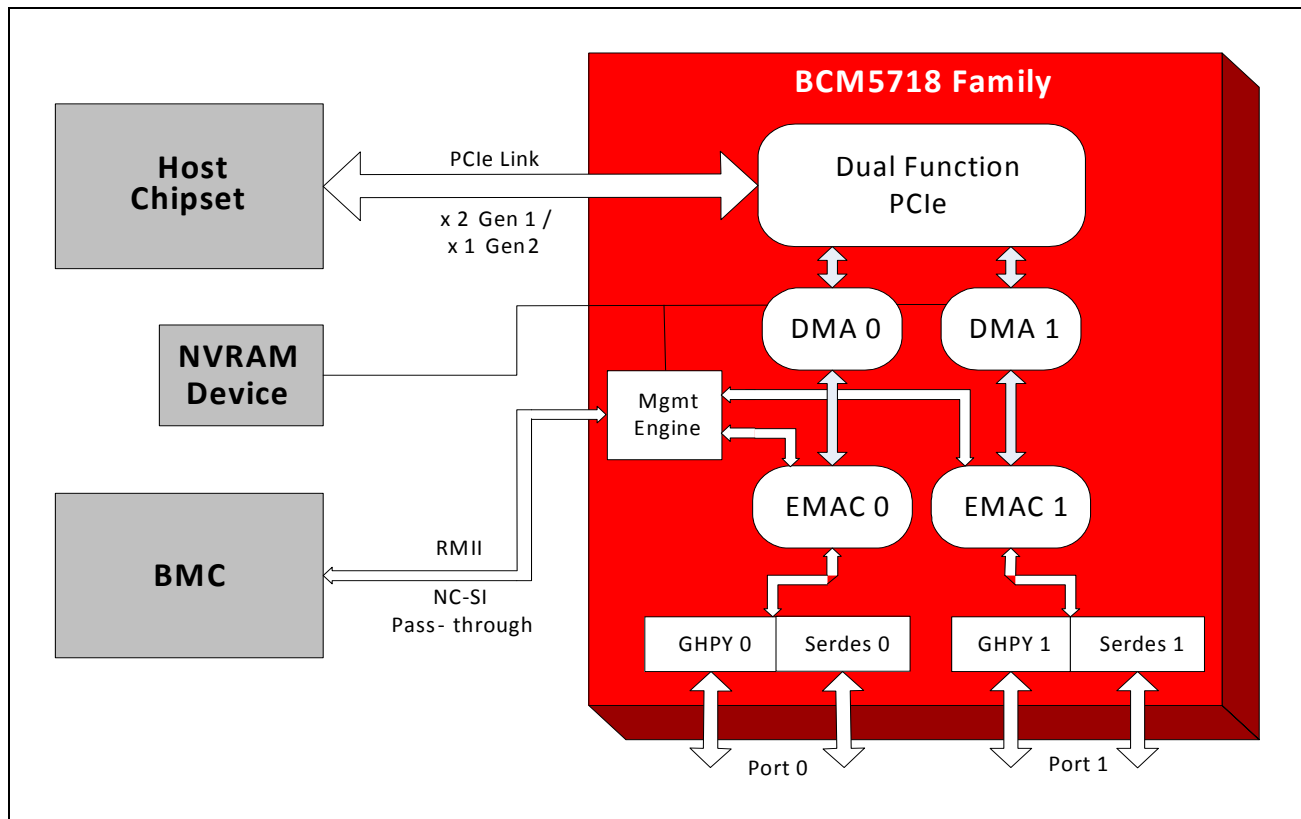 BCM5718 Family
Host
Chipset
PCIe Link
x 2 Gen 1 /
x 1 Gen2
Dual Function
PCIe
NVRAM
Device
DMA 0
DMA 1
Mgmt
Engine
EMAC 0
EMAC 1
BMC
RMII
NC-SI
Pass- through
GHPY 0
Serdes 0
GHPY 1
Serdes 1
Port 0
Port 1